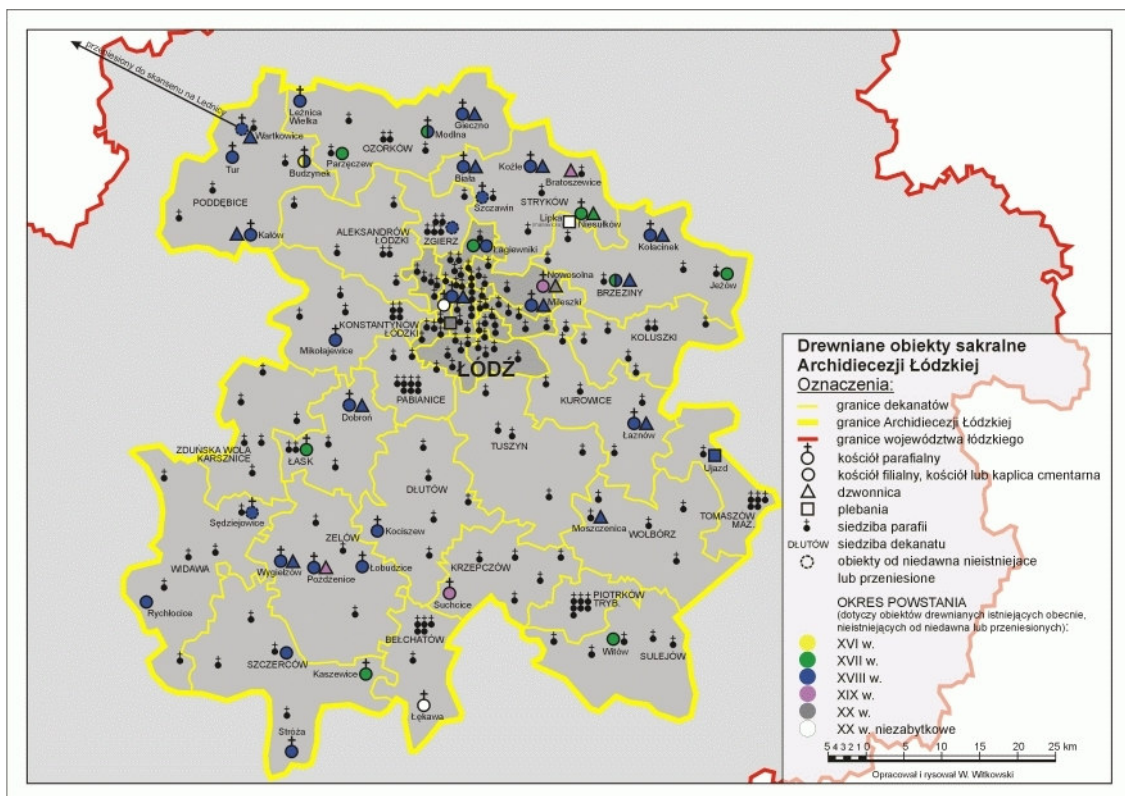 przeniesiony do skansenu na Lednicy
Leźnica
Wielka
Wartkowice
Gieczno
Modlna
OZORKÓW
Tur
Budzynek
Parzęczew
Biała
Koźle
Bratoszewice
PODDĘBICE
Szczawin
STRYKÓW
Lipka
Niesułków
Kałów
ALEKSANDRÓW
ŁÓDZKI
ZGIERZ
Łagiewniki
Kołacinek
Nowosolna
BRZEZINY
Jeżów
Mileszki
KONSTANTYNÓW
ŁÓDZKI
Mikołajewice
KOLUSZKI
ŁÓDŹ
PABIANICE
KUROWICE
Dobroń
Łaznów
ZDUŃSKA WOLA
KARSZNICE
ŁASK
TUSZYN
Ujazd
DŁUTÓW
TOMASZÓW
MAZ.
Sędziejowice
Kociszew
Moszczenica
WOLBÓRZ
ZELÓW
WIDAWA
Wygiełzów
Pożdżenice
Łobudzice
KRZEPCZÓW
Rychłocice
Suchcice
PIOTRKÓW
TRYB.
BEŁCHATÓW
Witów
SULEJÓW
SZCZERCÓW
Kaszewice
Łękawa
Stróża
Drewniane obiekty sakralne
Archidiecezji Łódzkiej
Oznaczenia:
granice dekanatów
granice Archidiecezji Łódzkiej
granice województwa łódzkiego
kościół parafialny
kościół filialny, kościół lub kaplica cmentarna
dzwonnica
plebania
siedziba parafii
DŁUTÓW siedziba dekanatu
obiekty od niedawna nieistniejace
lub przeniesione
OKRES POWSTANIA
(dotyczy obiektów drewnianych istniejących obecnie,
nieistniejących od niedawna lub przeniesionych):
XVI w.
XVII w.
XVIII w.
XIX w.
XX w.
XX w. niezabytkowe
5 4 3 2 1 0 5 10 15 20 25 km
Opracował i rysował W. Witkowski